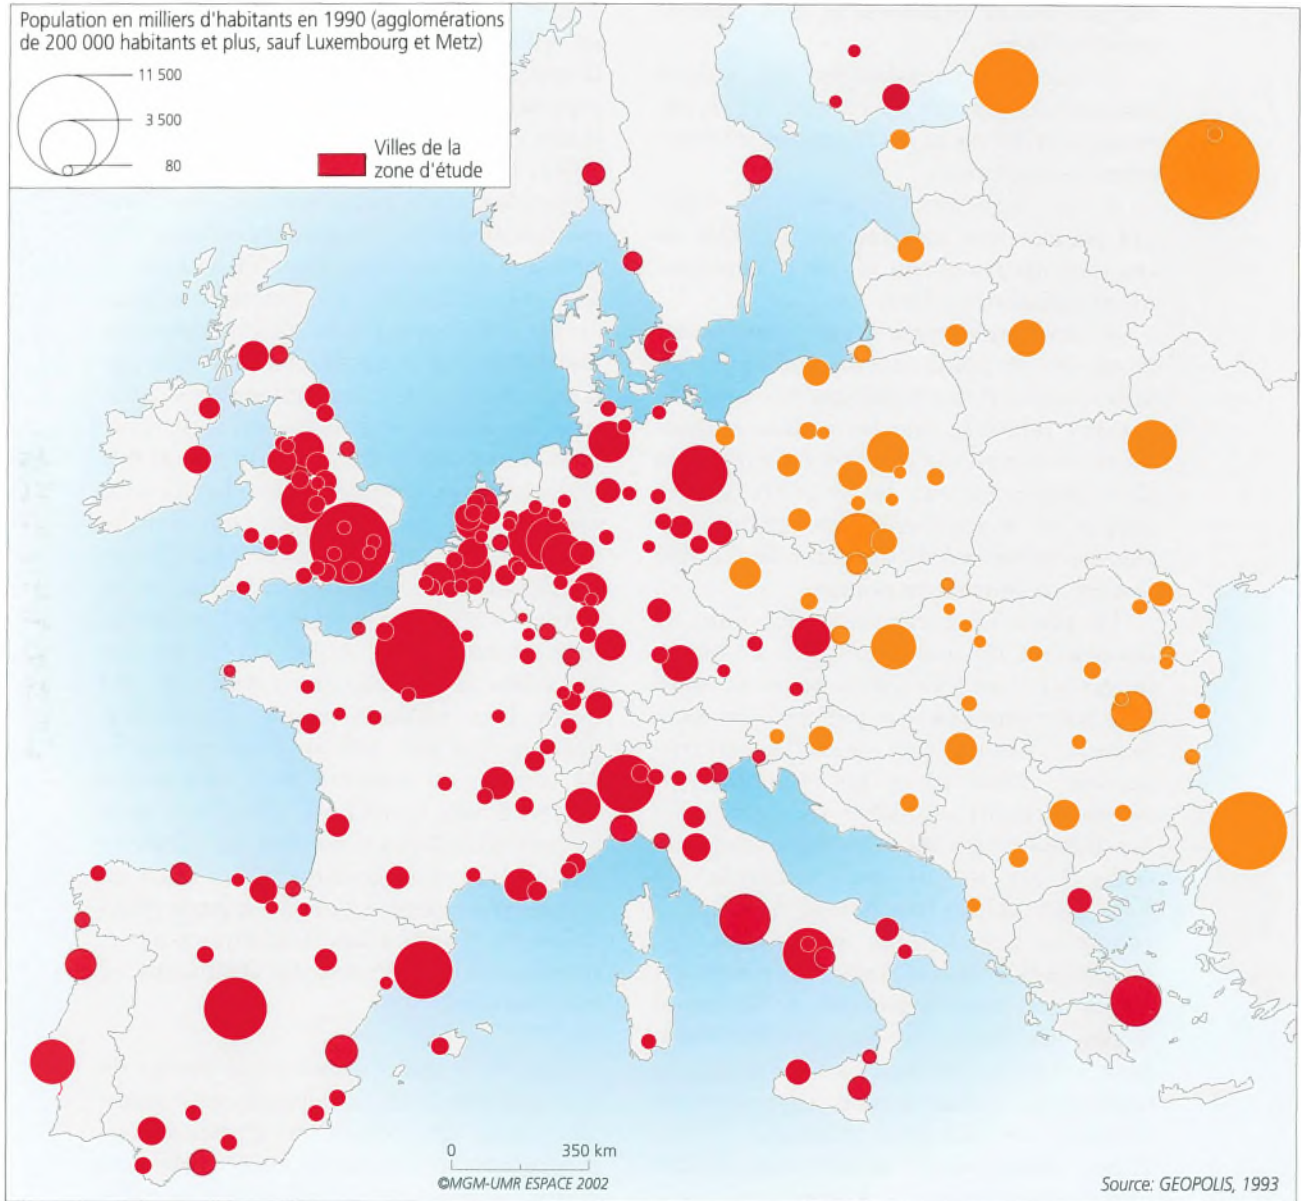 Population en milliers d'habitants en 1990 (agglomérations
de 200 000 habitants et plus, sauf Luxembourg et Metz)
11 500
3 500
80
Villes de la
zone d'étude
0 350 km
©MGM-UMR ESPACE 2002
Source: GEOPOLIS, 1993